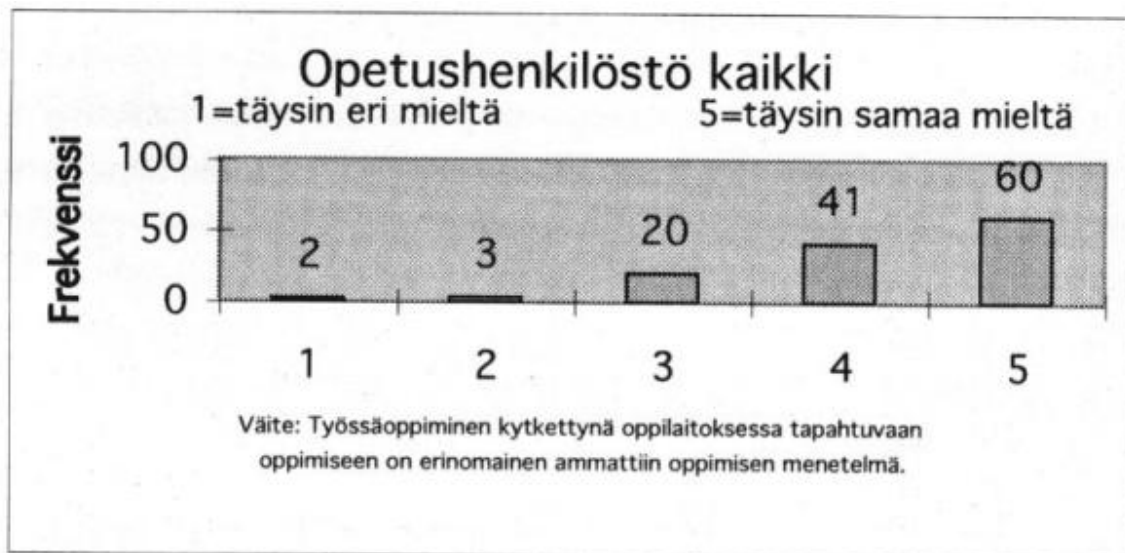 Opetushenkilöstö kaikki
1=täysin eri mieltä 5=täysin samaa mieltä
Frekvenssi
100
50
0
2 3 20 41 60
1 2 3 4 5
Väite: Työssäoppiminen kytkettynä oppilaitoksessa tapahtuvaan
oppimiseen on erinomainen ammattiin oppimisen menetelmä.